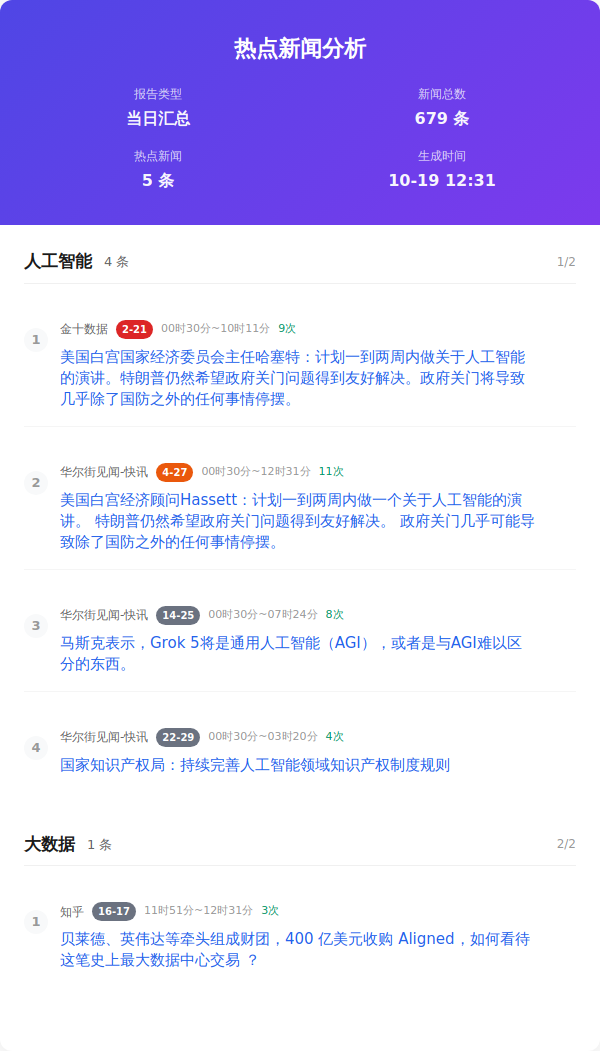 热点新闻分析
报告类型
新闻总数
当日汇总
679 条
热点新闻
生成时间
5 条
10-19 12:31
人工智能 4 条 1/2
1 金十数据 2-21 00时30分~10时11分 9次
美国白宫国家经济委员会主任哈塞特：计划一到两周内做关于人工智能
的演讲。特朗普仍然希望政府关门问题得到友好解决。政府关门将导致
几乎除了国防之外的任何事情停摆。
2 华尔街见闻-快讯 4-27 00时30分~12时31分 11次
美国白宫经济顾问Hassett：计划一到两周内做一个关于人工智能的演
讲。 特朗普仍然希望政府关门问题得到友好解决。 政府关门几乎可能导
致除了国防之外的任何事情停摆。
3 华尔街见闻-快讯 14-25 00时30分~07时24分 8次
马斯克表示，Grok 5将是通用人工智能（AGI），或者是与AGI难以区
分的东西。
4 华尔街见闻-快讯 22-29 00时30分~03时20分 4次
国家知识产权局：持续完善人工智能领域知识产权制度规则
大数据 1 条 2/2
1 知乎 16-17 11时51分~12时31分 3次
贝莱德、英伟达等牵头组成财团，400 亿美元收购 Aligned，如何看待
这笔史上最大数据中心交易 ？